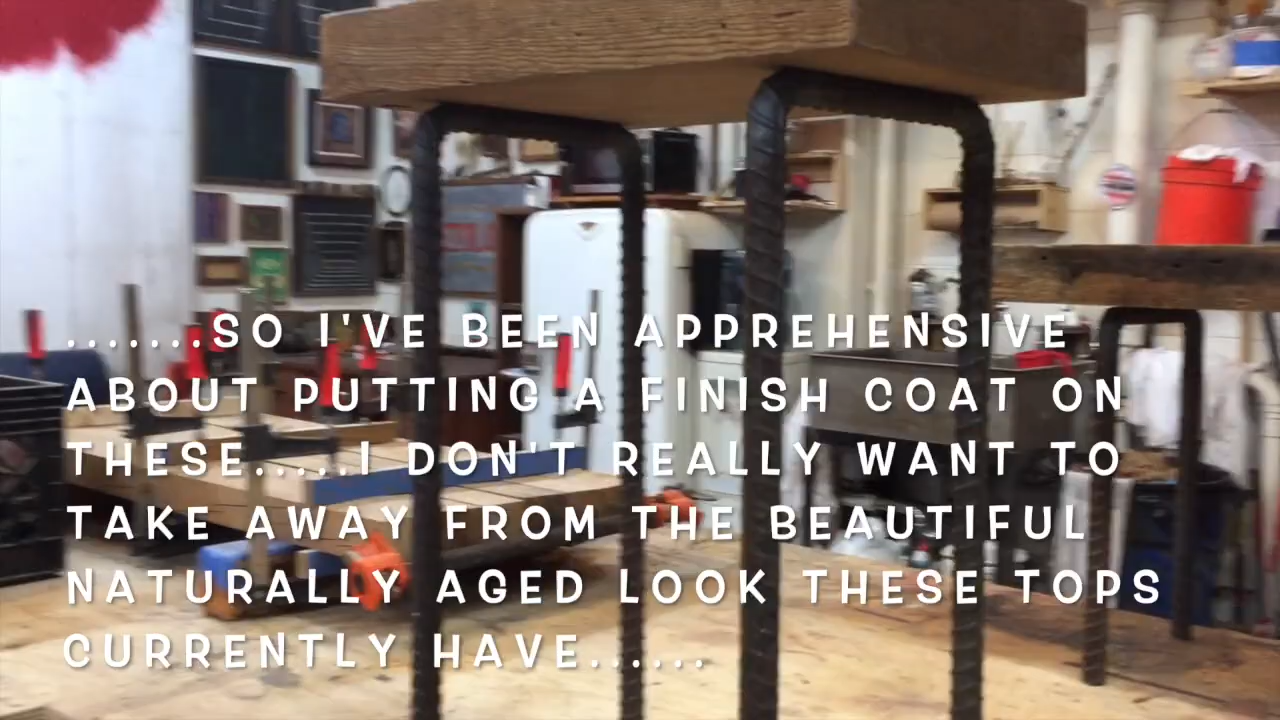 .......SO I'VE BEEN APPREHENSIVE
ABOUT PUTTING A FINISH COAT ON
THESE.....I DON'T REALLY WANT TO
TAKE AWAY FROM THE BEAUTIFUL
NATURALLY AGED LOOK THESE TOPS
CURRENTLY HAVE......